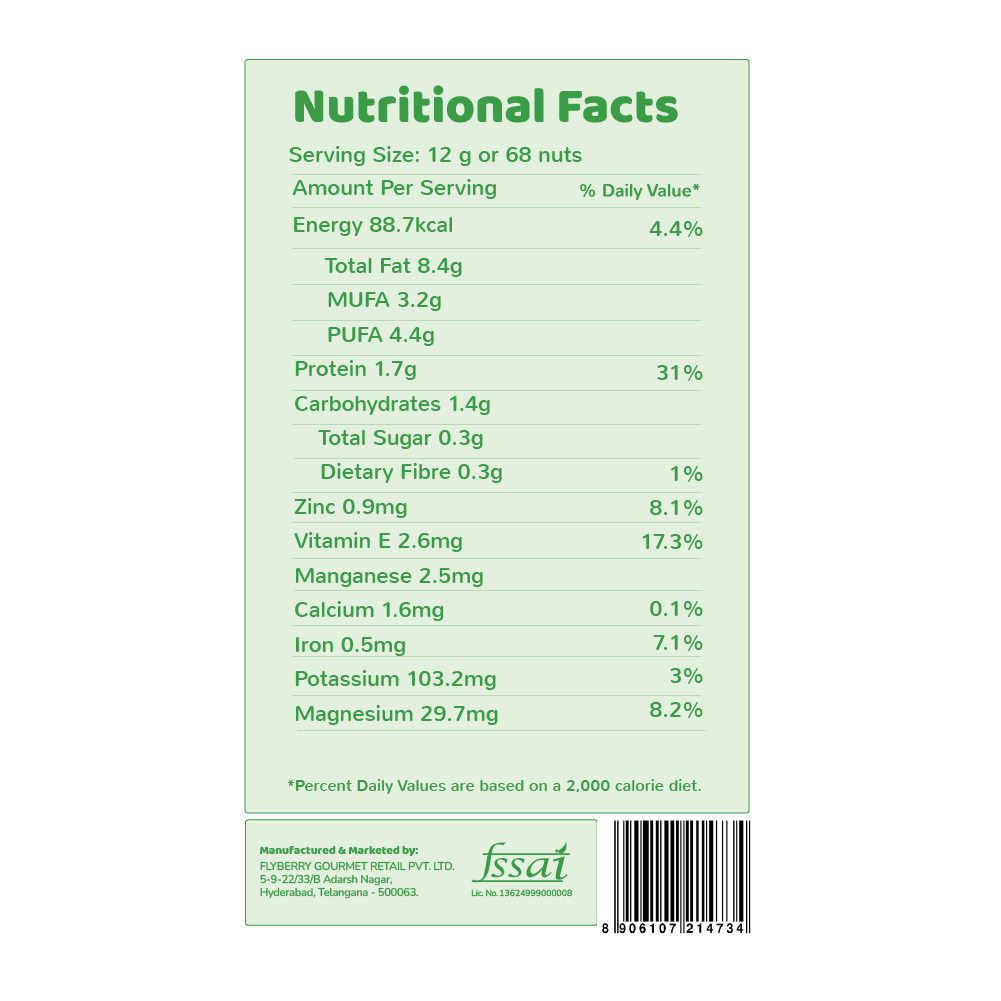 Nutritional Facts
Serving Size: 12 g or 68 nuts
Amount Per Serving % Daily Value*
Energy 88.7kcal 4.4%
Total Fat 8.4g
MUFA 3.2g
PUFA 4.4g
Protein 1.7g 31%
Carbohydrates 1.4g
Total Sugar 0.3g
Dietary Fibre 0.3g 1%
Zinc 0.9mg 8.1%
Vitamin E 2.6mg 17.3%
Manganese 2.5mg
Calcium 1.6mg 0.1%
Iron 0.5mg 7.1%
Potassium 103.2mg 3%
Magnesium 29.7mg 8.2%
*Percent Daily Values are based on a 2,000 calorie diet.
Manufactured & Marketed by:
FLYBERRY GOURMET RETAIL PVT. LTD.
5-9-22/33/B Adarsh Nagar,
Hyderabad, Telangana - 500063.
fssai
Lic. No. 13624999000008
8 906107 214734